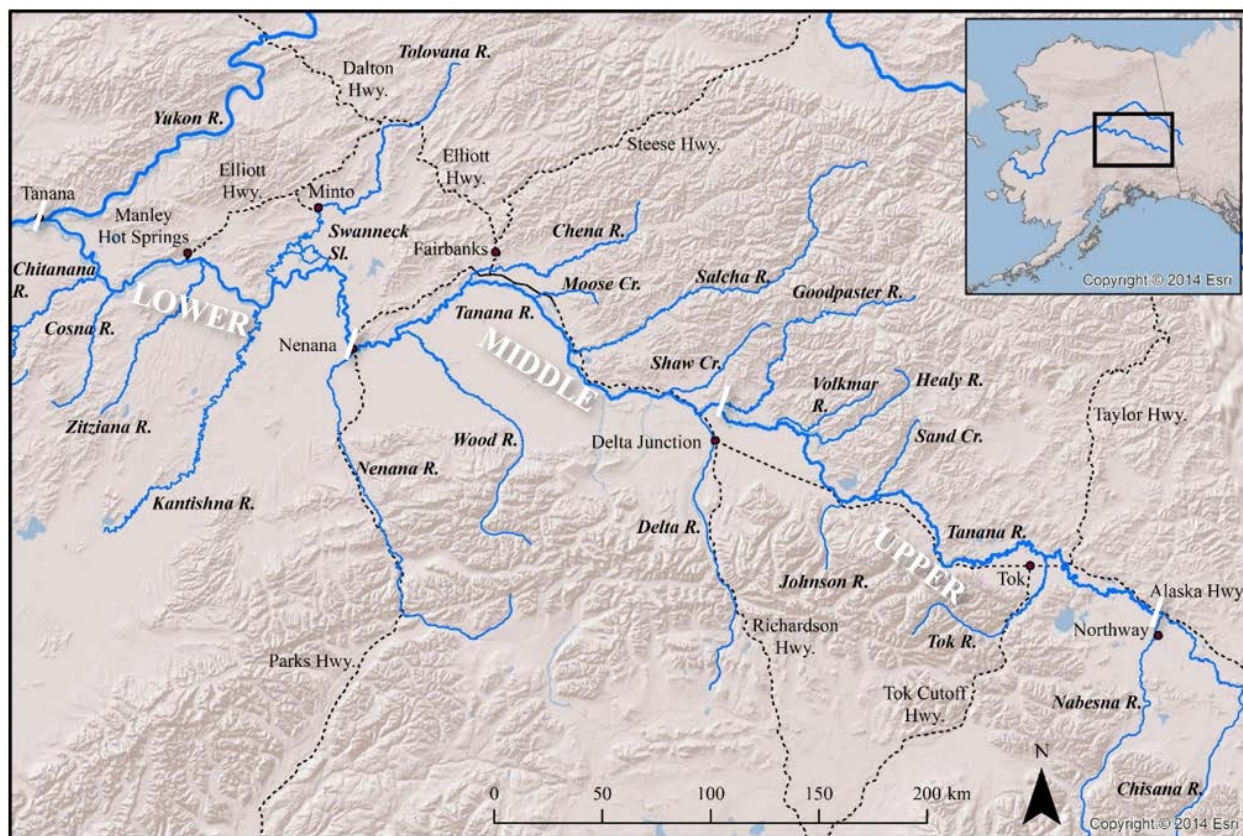 Tolovana R.
Dalton
Hwy.
Yukon R.
Steese Hwy.
Elliott
Hwy.
Elliott
Hwy.
Tanana
Minto
Manley
Hot Springs
Swanneck
Sl.
Fairbanks
Chena R.
Chitanana
R.
Moose Cr.
Salcha R.
Goodpaster R.
LOWER
Cosna R.
Tanana R.
Nenana
MIDDLE
Shaw Cr.
Volkmar
R.
Healy R.
Zitziana R.
Wood R.
Delta Junction
Sand Cr.
Taylor Hwy.
Nenana R.
Kantishna R.
Delta R.
UPPER
Tanana R.
Johnson R.
Tok
Alaska Hwy
Northway
Tok R.
Richardson
Hwy.
Parks Hwy.
Tok Cutoff
Hwy.
Nabesna R.
Chisana R.
N
0 50 100 200 km
Copyright:© 2014 Esri
Copyright:© 2014 Esri